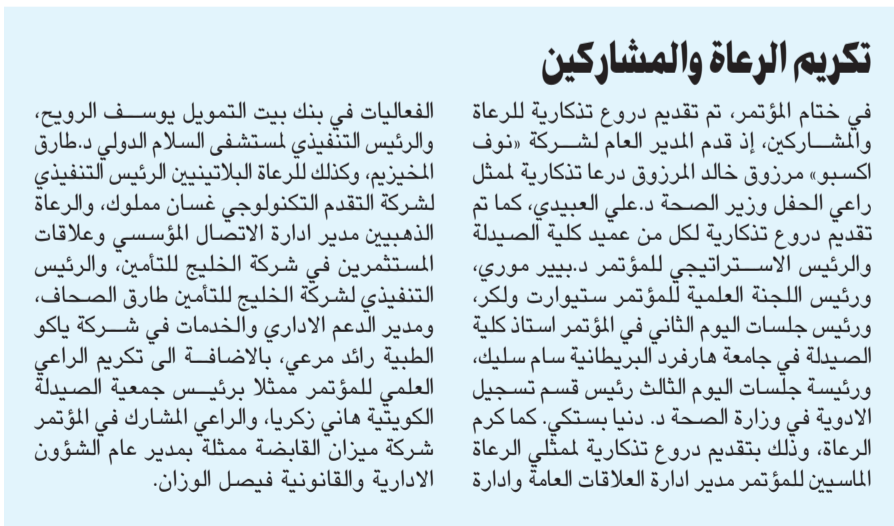 تكريم الرعاة والمشاركين
في ختام المؤتمر، تم تقديم دروع تذكارية للرعاة
والمشــاركين، إذ قدم المدير العام لشــركة «نوف
اكسبو» مرزوق خالد المرزوق درعا تذكارية لممثل
راعي الحفل وزير الصحة د.علي العبيدي، كما تم
تقديم دروع تذكارية لكل من عميد كلية الصيدلة
والرئيس الاســتراتيجي للمؤتمر د.بيير موري،
ورئيس اللجنة العلمية للمؤتمر ستيوارت ولكر،
ورئيس جلسات اليوم الثاني في المؤتمر استاذ كلية
الصيدلة في جامعة هارفرد البريطانية سام سليك،
ورئيسة جلسات اليوم الثالث رئيس قسم تسجيل
الادوية في وزارة الصحة د. دنيا بستكي. كما كرم
الرعاة، وذلك بتقديم دروع تذكارية لممثلي الرعاة
الماسيين للمؤتمر مدير ادارة العلاقات العامة وادارة
الفعاليات في بنك بيت التمويل يوســف الرويح،
والرئيس التنفيذي لمستشفى السلام الدولي د.طارق
المخيزيم، وكذلك للرعاة البلاتينيين الرئيس التنفيذي
لشركة التقدم التكنولوجي غسان مملوك، والرعاة
الذهبيين مدير ادارة الاتصال المؤسسي وعلاقات
المستثمرين في شركة الخليج للتأمين، والرئيس
التنفيذي لشركة الخليج للتأمين طارق الصحاف،
ومدير الدعم الاداري والخدمات في شــركة ياكو
الطبية رائد مرعي، بالاضافــة الى تكريم الراعي
العلمي للمؤتمر ممثلا برئيــس جمعية الصيدلة
الكويتية هاني زكريا، والراعي المشارك في المؤتمر
شركة ميزان القابضة ممثلة بمدير عام الشؤون
الادارية والقانونية فيصل الوزان.